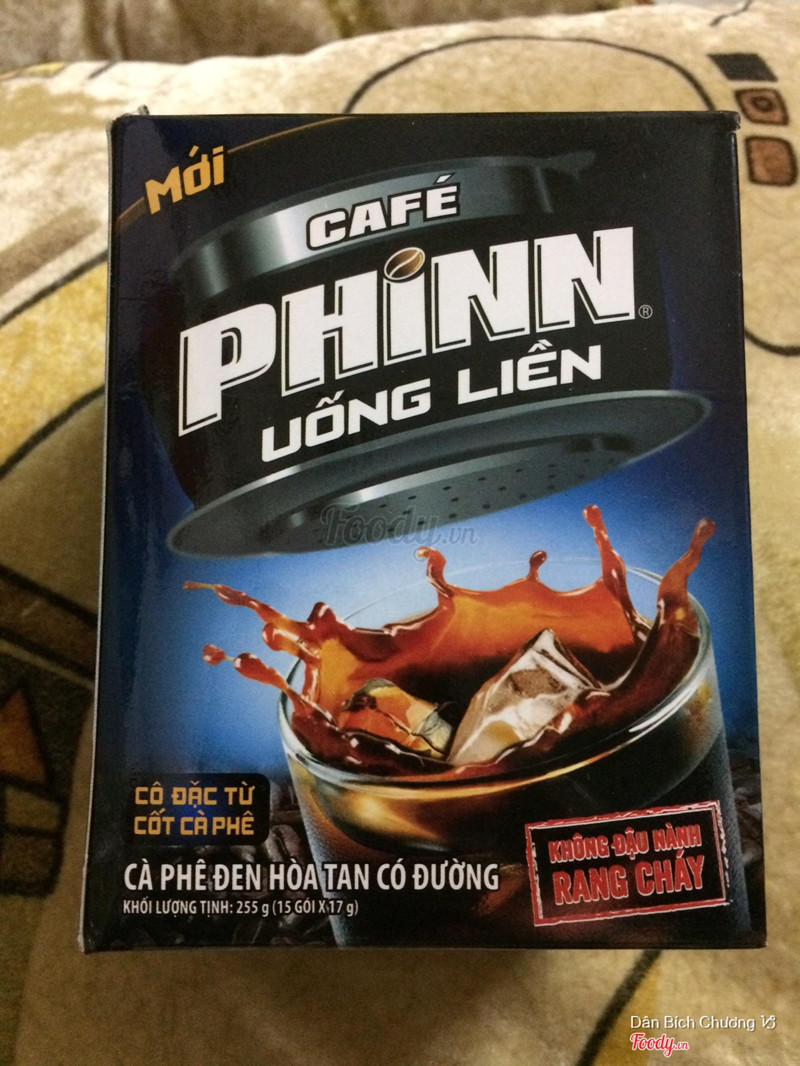 Mới
CAFÉ
PHiNN®
UỐNG LIỀN
Foody.vn
CÔ ĐẶC TỪ
CỐT CÀ PHÊ
KHÔNG ĐẬU NÀNH
RANG CHÁY
CÀ PHÊ ĐEN HÒA TAN CÓ ĐƯỜNG
KHỐI LƯỢNG TỊNH: 255 g (15 GÓI X 17 g)
Dân Bích Chương
Foody.vn